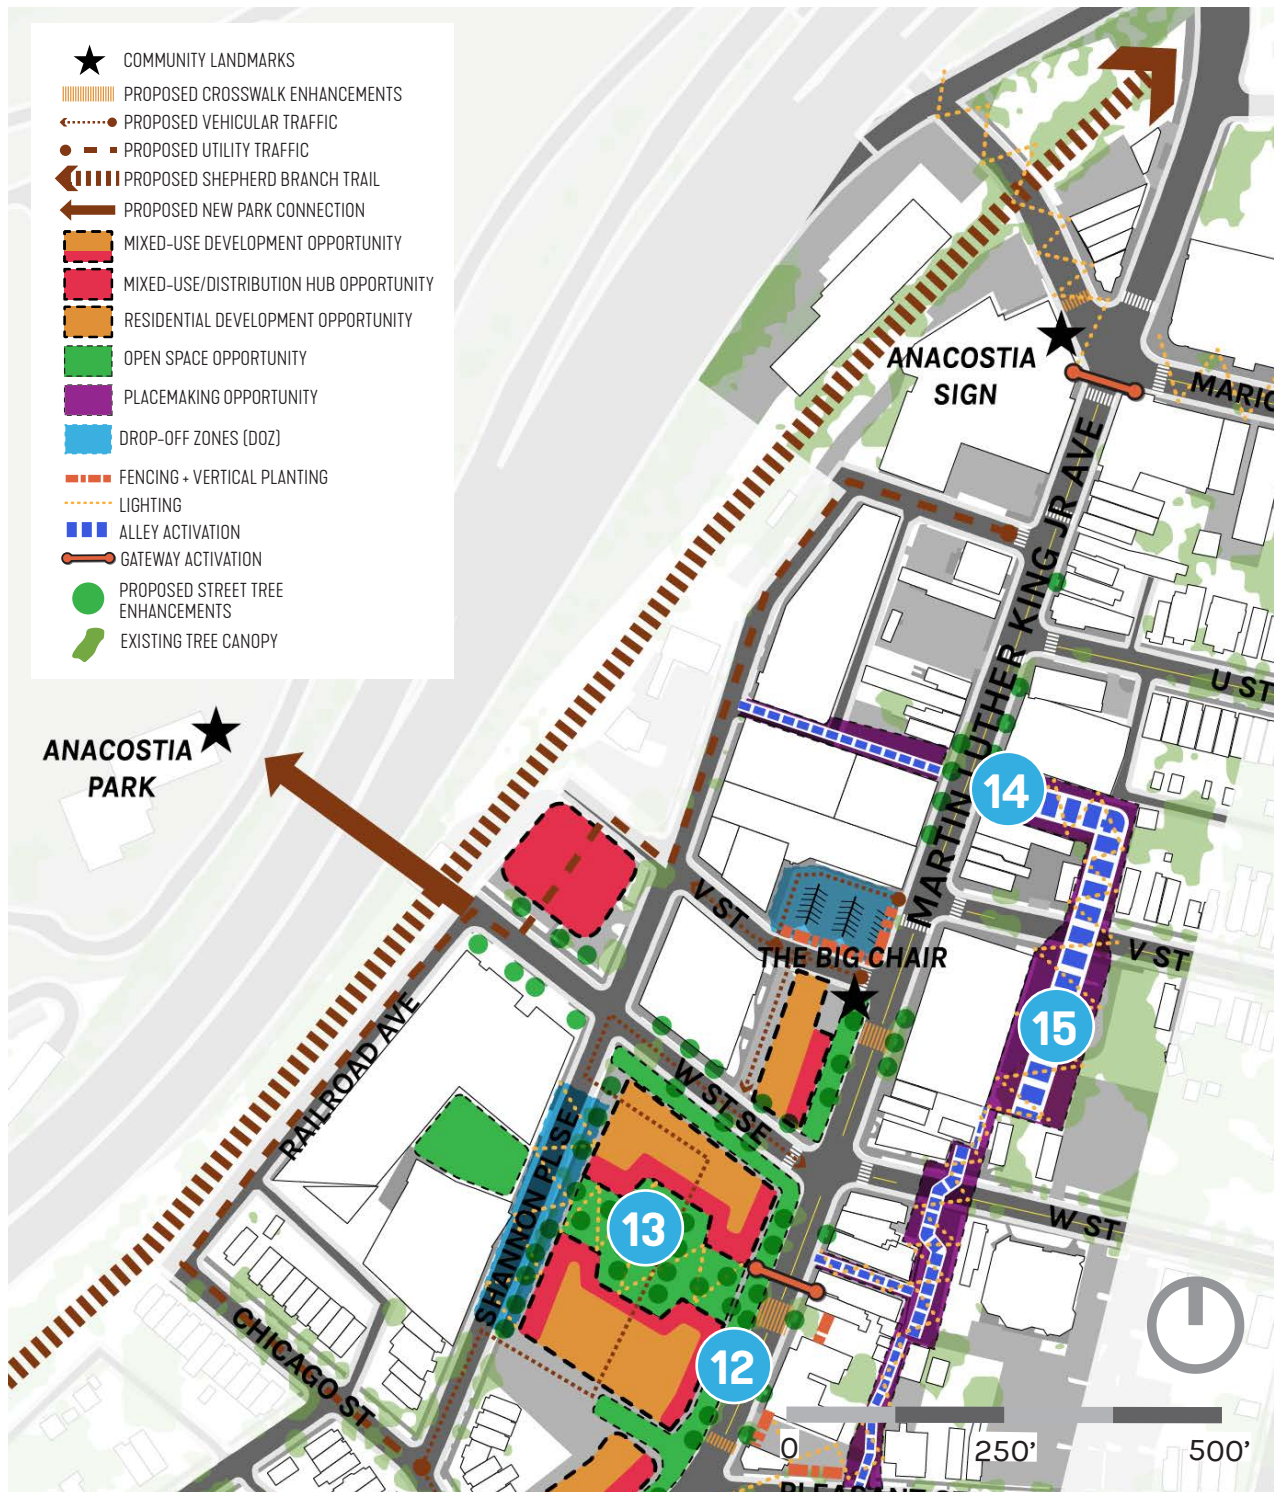 COMMUNITY LANDMARKS
PROPOSED CROSSWALK ENHANCEMENTS
PROPOSED VEHICULAR TRAFFIC
PROPOSED UTILITY TRAFFIC
PROPOSED SHEPHERD BRANCH TRAIL
PROPOSED NEW PARK CONNECTION
MIXED-USE DEVELOPMENT OPPORTUNITY
MIXED-USE/DISTRIBUTION HUB OPPORTUNITY
RESIDENTIAL DEVELOPMENT OPPORTUNITY
OPEN SPACE OPPORTUNITY
PLACEMAKING OPPORTUNITY
DROP-OFF ZONES (DOZ)
FENCING + VERTICAL PLANTING
LIGHTING
ALLEY ACTIVATION
GATEWAY ACTIVATION
PROPOSED STREET TREE
ENHANCEMENTS
EXISTING TREE CANOPY
ANACOSTIA
SIGN
MARIO
MARTIN LUTHER KING JR AVE
U ST
ANACOSTIA
PARK
14
V ST
THE BIG CHAIR
V ST
15
RAILROAD AVE
W ST SE
SHANNON PL SE
13
W ST
CHICAGO ST
12
0
250'
500'